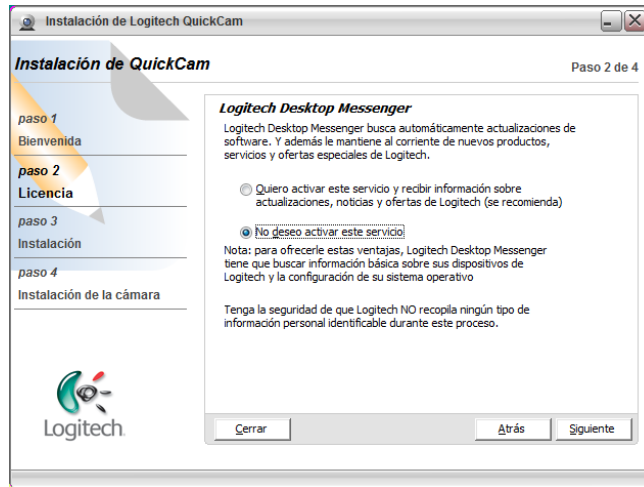 Instalación de Logitech QuickCam
Instalación de QuickCam
Paso 2 de 4
paso 1
Bienvenida
paso 2
Licencia
paso 3
Instalación
paso 4
Instalación de la cámara
Logitech
Logitech Desktop Messenger
Logitech Desktop Messenger busca automáticamente actualizaciones de
software. Y además le mantiene al corriente de nuevos productos,
servicios y ofertas especiales de Logitech.
Quiero activar este servicio y recibir información sobre
actualizaciones, noticias y ofertas de Logitech (se recomienda)
No deseo activar este servicio
Nota: para ofrecerle estas ventajas, Logitech Desktop Messenger
tiene que buscar información básica sobre sus dispositivos de
Logitech y la configuración de su sistema operativo
Tenga la seguridad de que Logitech NO recopila ningún tipo de
información personal identificable durante este proceso.
Cerrar
Atrás
Siguiente